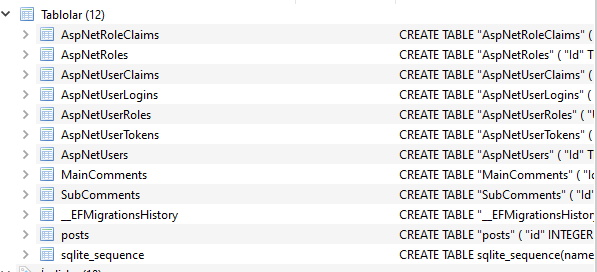 Tablolar (12)
AspNetRoleClaims CREATE TABLE "AspNetRoleClaims" (
AspNetRoles CREATE TABLE "AspNetRoles" ( "Id" T
AspNetUserClaims CREATE TABLE "AspNetUserClaims" (
AspNetUserLogins CREATE TABLE "AspNetUserLogins" (
AspNetUserRoles CREATE TABLE "AspNetUserRoles" ( "U
AspNetUserTokens CREATE TABLE "AspNetUserTokens" (
AspNetUsers CREATE TABLE "AspNetUsers" ( "Id" T
MainComments CREATE TABLE "MainComments" ( "Id
SubComments CREATE TABLE "SubComments" ( "Id"
__EFMigrationsHistory CREATE TABLE "__EFMigrationsHistor
posts CREATE TABLE "posts" ( "id" INTEGER
sqlite_sequence CREATE TABLE sqlite_sequence(name,